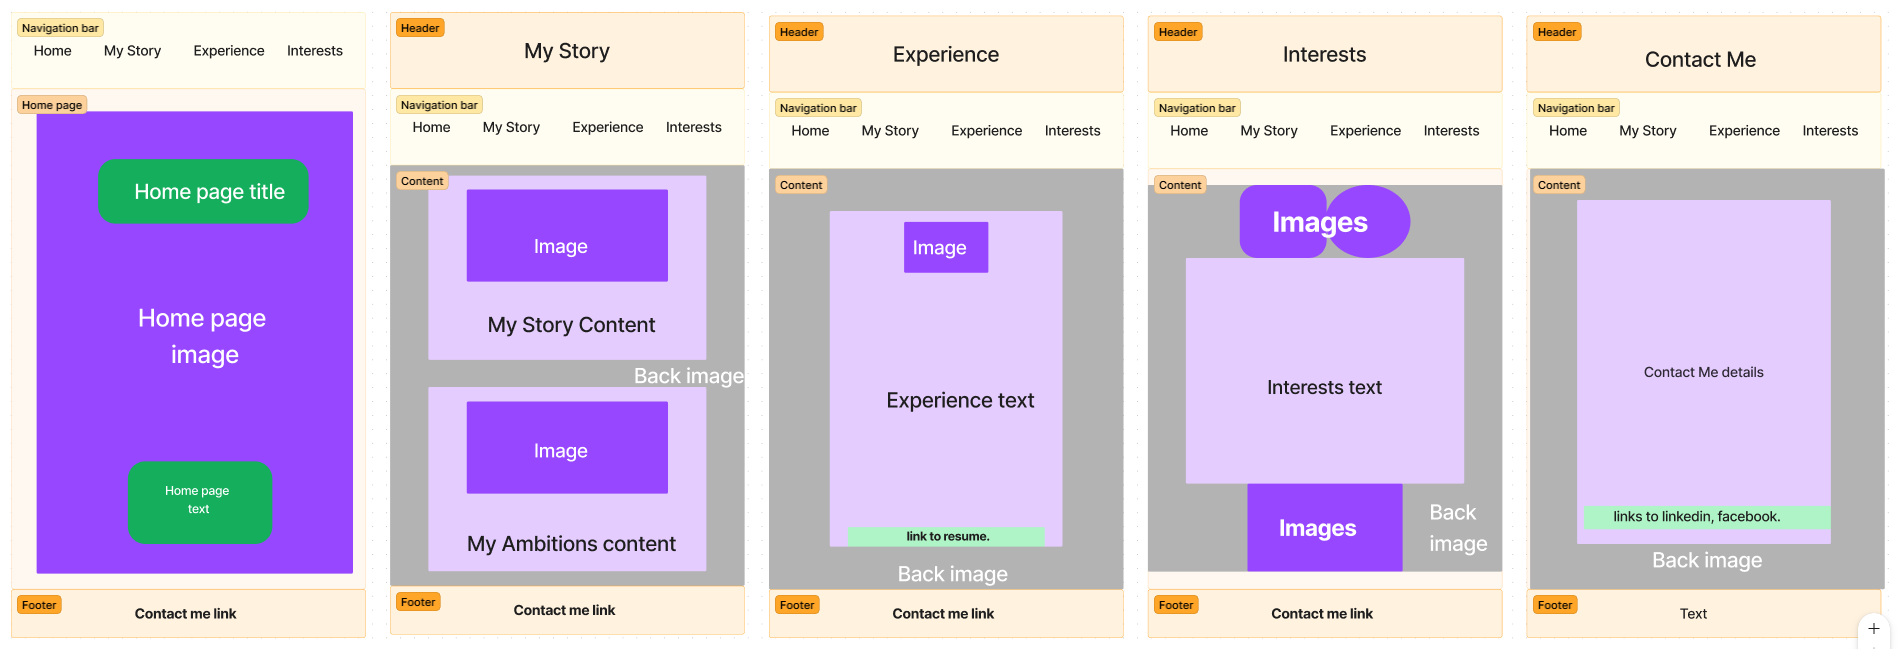 Navigation bar
Home My Story Experience Interests
Home page
Home page title
Home page
image
Home page
text
Footer
Contact me link
Header
My Story
Navigation bar
Home My Story Experience Interests
Content
Image
My Story Content
Back image
Image
My Ambitions content
Footer
Contact me link
Header
Experience
Navigation bar
Home My Story Experience Interests
Content
Image
Experience text
link to resume.
Back image
Footer
Contact me link
Header
Interests
Navigation bar
Home My Story Experience Interests
Content
Images
Interests text
Images
Back
image
Footer
Contact me link
Header
Contact Me
Navigation bar
Home My Story Experience Interests
Content
Contact Me details
links to linkedin, facebook.
Back image
Footer
Text
+